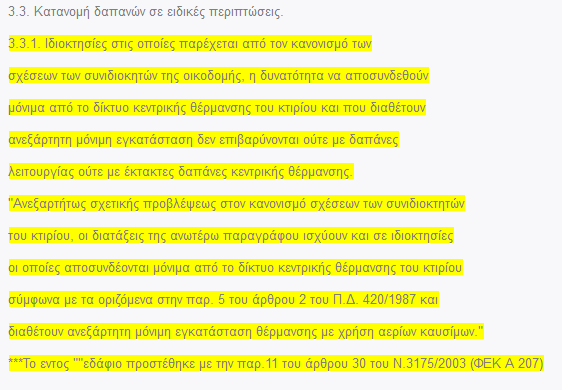 3.3. Κατανομή δαπανών σε ειδικές περιπτώσεις.
3.3.1. Ιδιοκτησίες στις οποίες παρέχεται από τον κανονισμό των
σχέσεων των συνιδιοκητών της οικοδομής, η δυνατότητα να αποσυνδεθούν
μόνιμα από το δίκτυο κεντρικής θέρμανσης του κτιρίου και που διαθέτουν
ανεξάρτητη μόνιμη εγκατάσταση δεν επιβαρύνονται ούτε με δαπάνες
λειτουργίας ούτε με έκτακτες δαπάνες κεντρικής θέρμανσης.
"Ανεξαρτήτως σχετικής προβλέψεως στον κανονισμό σχέσεων των συνιδιοκτητών
του κτιρίου, οι διατάξεις της ανωτέρω παραγράφου ισχύουν και σε ιδιοκτησίες
οι οποίες αποσυνδέονται μόνιμα από το δίκτυο κεντρικής θέρμανσης του κτιρίου
σύμφωνα με τα οριζόμενα στην παρ. 5 του άρθρου 2 του Π.Δ. 420/1987 και
διαθέτουν ανεξάρτητη μόνιμη εγκατάσταση θέρμανσης με χρήση αερίων καυσίμων."
***Το εντος ""εδάφιο προστέθηκε με την παρ.11 του άρθρου 30 του Ν.3175/2003 (ΦΕΚ Α 207)